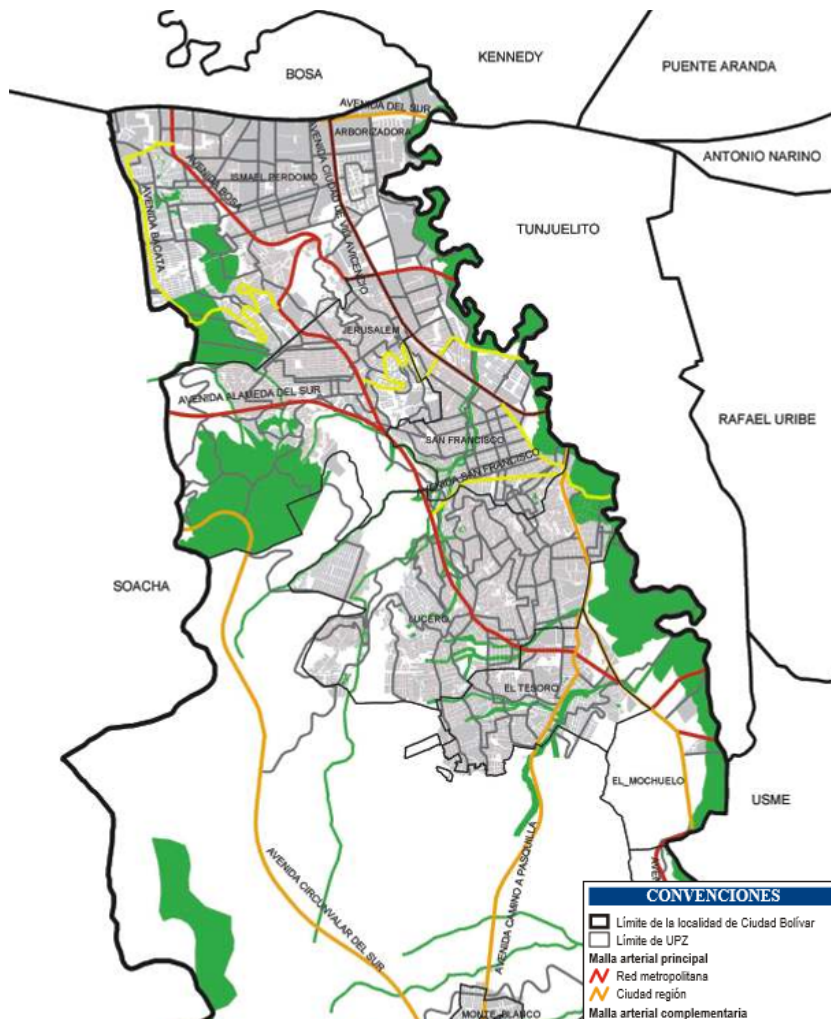 KENNEDY
BOSA
PUENTE ARANDA
AVENIDA DEL SUR
ARBORIZADORA
ANTONIO NARINO
AVENIDA BOSA
ISMAEL PERDOMO
AVENIDA CIUDAD DE VILLAVICENCIO
AVENIDA BACATA
TUNJUELITO
JERUSALEM
AVENIDA ALAMEDA DEL SUR
RAFAEL URIBE
SAN FRANCISCO
AVENIDA SAN FRANCISCO
SOACHA
LUCERO
EL TESORO
EL_MOCHUELO
USME
AVENIDA CIRCUNVALAR DEL SUR
AVENIDA CAMINO A PASQUILLA
MONTE_BLANCO
CONVENCIONES
Límite de la localidad de Ciudad Bolívar
Límite de UPZ
Malla arterial principal
Red metropolitana
Ciudad región
Malla arterial complementaria